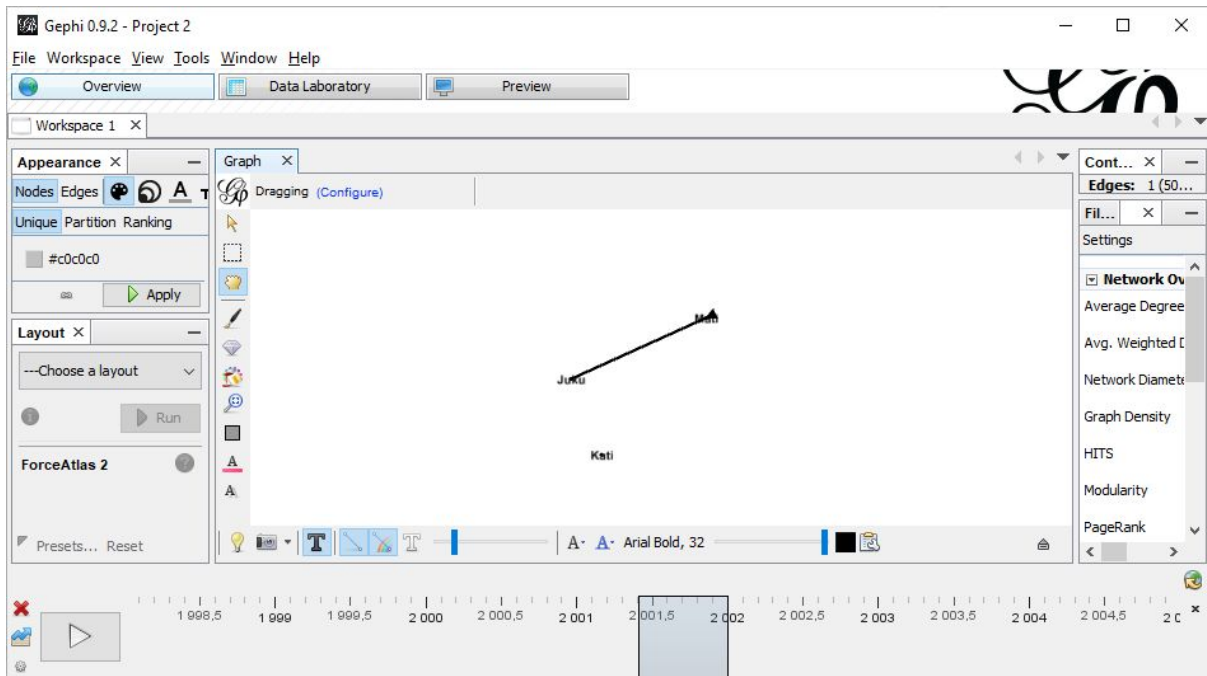 Gephi 0.9.2 - Project 2
File Workspace View Tools Window Help
Overview Data Laboratory Preview
Workspace 1
Appearance
Nodes Edges
Unique Partition Ranking
#c0c0c0
Apply
Layout
---Choose a layout
Run
ForceAtlas 2
Presets... Reset
Graph
Dragging (Configure)
Mati
Juku
Kati
Arial Bold, 32
Cont...
Edges: 1 (50...
Fil...
Settings
Network Ov
Average Degree
Avg. Weighted D
Network Diamete
Graph Density
HITS
Modularity
PageRank
1 998,5 1 999 1 999,5 2 000 2 000,5 2 001 2 001,5 2 002 2 002,5 2 003 2 003,5 2 004 2 004,5